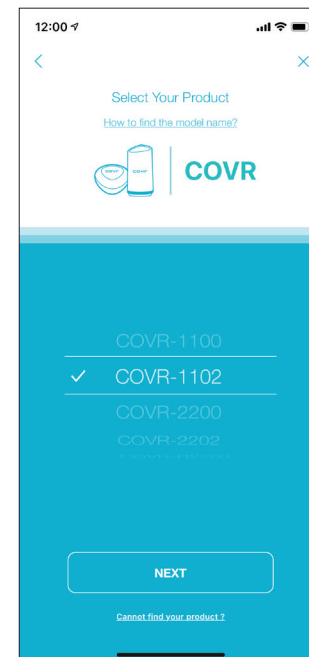 12:00
Select Your Product
How to find the model name?
COVR
COVR-1100
COVR-1102
COVR-2200
COVR-2202
NEXT
Cannot find your product ?